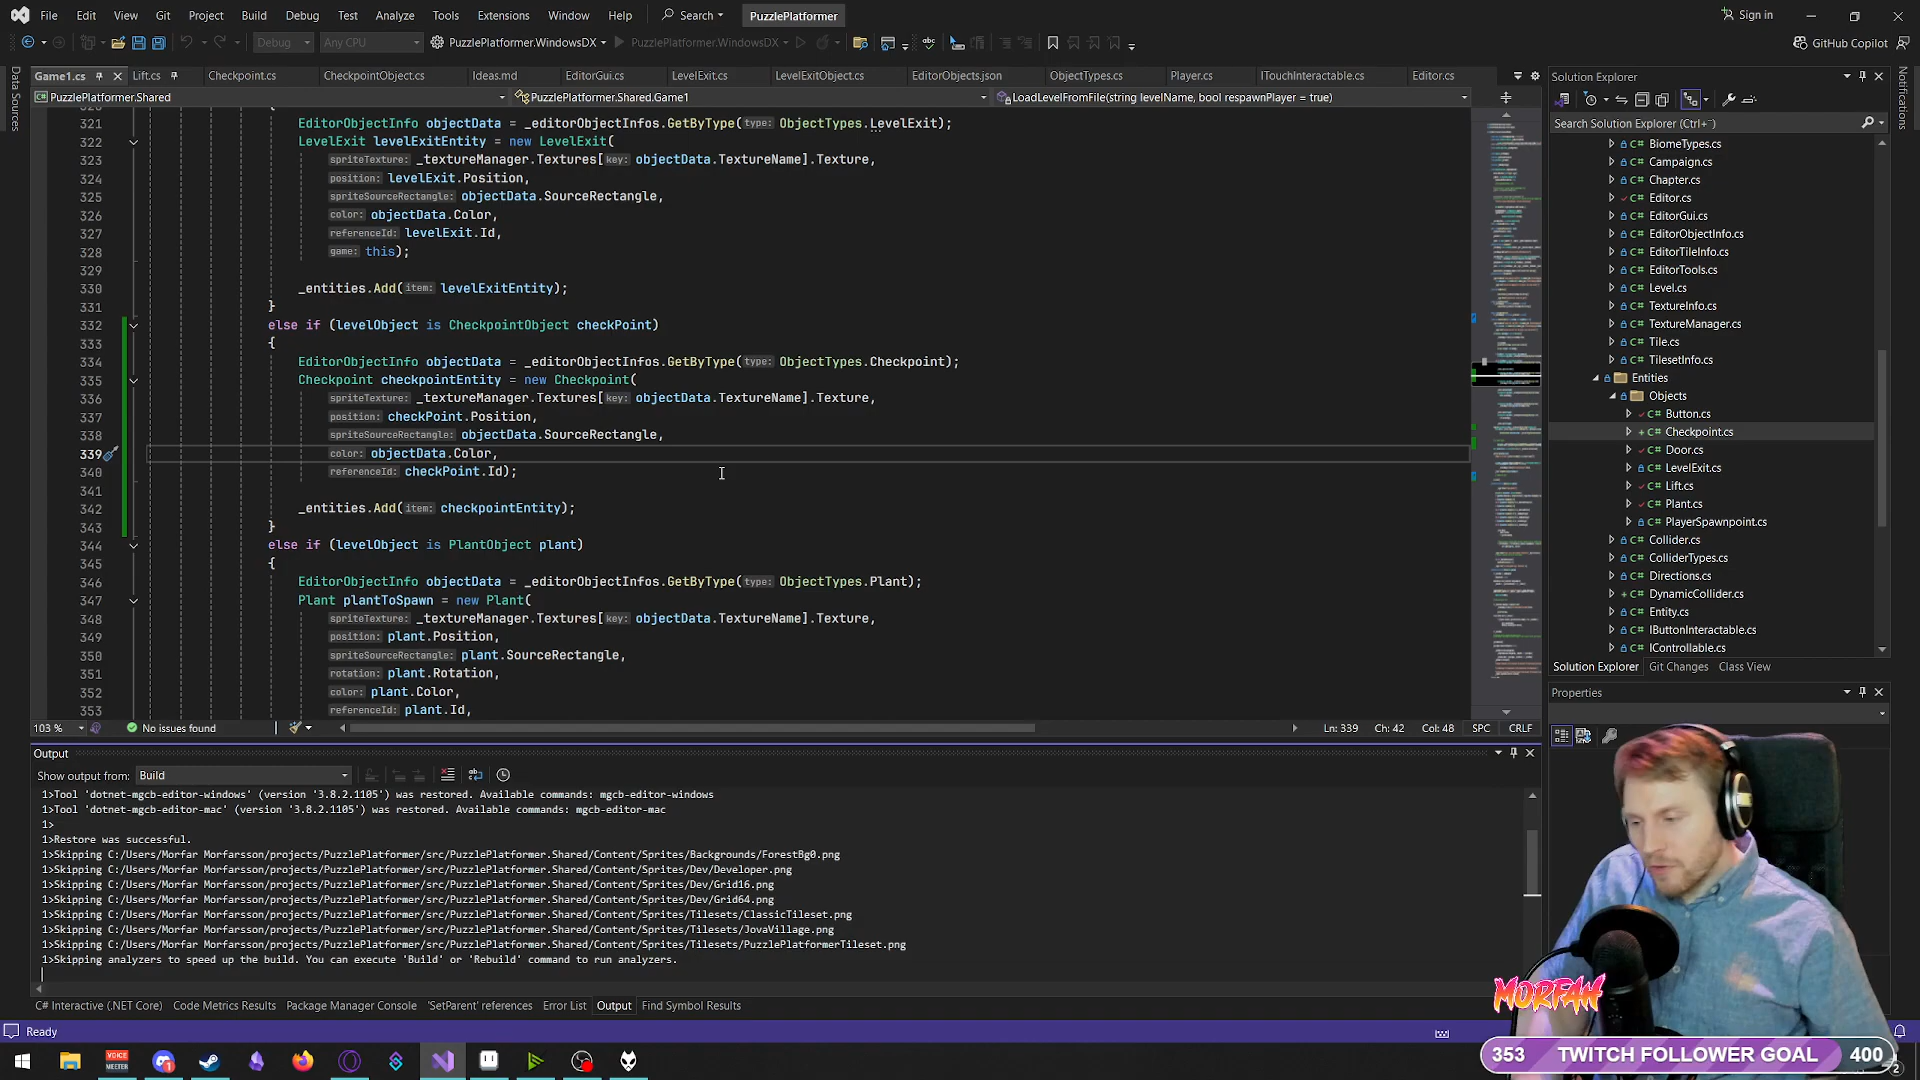 File Edit View Git Project Build Debug Test Analyze Tools Extensions Window Help Search PuzzlePlatformer Sign in
Debug Any CPU PuzzlePlatformer.WindowsDX PuzzlePlatformer.WindowsDX GitHub Copilot
Game1.cs Lift.cs Checkpoint.cs CheckpointObject.cs Ideas.md EditorGui.cs LevelExit.cs LevelExitObject.cs EditorObjects.json ObjectTypes.cs Player.cs ITouchInteractable.cs Editor.cs
PuzzlePlatformer.Shared PuzzlePlatformer.Shared.Game1 LoadLevelFromFile(string levelName, bool respawnPlayer = true)
321 EditorObjectInfo objectData = _editorObjectInfos.GetByType(type: ObjectTypes.LevelExit);
322 LevelExit levelExitEntity = new LevelExit(
323 spriteTexture: _textureManager.Textures[key: objectData.TextureName].Texture,
324 position: levelExit.Position,
325 spriteSourceRectangle: objectData.SourceRectangle,
326 color: objectData.Color,
327 referenceId: levelExit.Id,
328 game: this);
329
330 _entities.Add(item: levelExitEntity);
331 }
332 else if (levelObject is CheckpointObject checkPoint)
333 {
334 EditorObjectInfo objectData = _editorObjectInfos.GetByType(type: ObjectTypes.Checkpoint);
335 Checkpoint checkpointEntity = new Checkpoint(
336 spriteTexture: _textureManager.Textures[key: objectData.TextureName].Texture,
337 position: checkPoint.Position,
338 spriteSourceRectangle: objectData.SourceRectangle,
339 color: objectData.Color,
340 referenceId: checkPoint.Id);
341
342 _entities.Add(item: checkpointEntity);
343 }
344 else if (levelObject is PlantObject plant)
345 {
346 EditorObjectInfo objectData = _editorObjectInfos.GetByType(type: ObjectTypes.Plant);
347 Plant plantToSpawn = new Plant(
348 spriteTexture: _textureManager.Textures[key: objectData.TextureName].Texture,
349 position: plant.Position,
350 spriteSourceRectangle: plant.SourceRectangle,
351 rotation: plant.Rotation,
352 color: plant.Color,
353 referenceId: plant.Id,
103 % No issues found Ln: 339 Ch: 42 Col: 48 SPC CRLF
Output
Show output from: Build
1>Tool 'dotnet-mgcb-editor-windows' (version '3.8.2.1105') was restored. Available commands: mgcb-editor-windows
1>Tool 'dotnet-mgcb-editor-mac' (version '3.8.2.1105') was restored. Available commands: mgcb-editor-mac
1>
1>Restore was successful.
1>Skipping C:/Users/Morfar Morfarsson/projects/PuzzlePlatformer/src/PuzzlePlatformer.Shared/Content/Sprites/Backgrounds/ForestBg0.png
1>Skipping C:/Users/Morfar Morfarsson/projects/PuzzlePlatformer/src/PuzzlePlatformer.Shared/Content/Sprites/Dev/Developer.png
1>Skipping C:/Users/Morfar Morfarsson/projects/PuzzlePlatformer/src/PuzzlePlatformer.Shared/Content/Sprites/Dev/Grid16.png
1>Skipping C:/Users/Morfar Morfarsson/projects/PuzzlePlatformer/src/PuzzlePlatformer.Shared/Content/Sprites/Dev/Grid64.png
1>Skipping C:/Users/Morfar Morfarsson/projects/PuzzlePlatformer/src/PuzzlePlatformer.Shared/Content/Sprites/Tilesets/ClassicTileset.png
1>Skipping C:/Users/Morfar Morfarsson/projects/PuzzlePlatformer/src/PuzzlePlatformer.Shared/Content/Sprites/Tilesets/JovaVillage.png
1>Skipping C:/Users/Morfar Morfarsson/projects/PuzzlePlatformer/src/PuzzlePlatformer.Shared/Content/Sprites/Tilesets/PuzzlePlatformerTileset.png
1>Skipping analyzers to speed up the build. You can execute 'Build' or 'Rebuild' command to run analyzers.
C# Interactive (.NET Core) Code Metrics Results Package Manager Console 'SetParent' references Error List Output Find Symbol Results
Ready
Data Sources
Solution Explorer
Search Solution Explorer (Ctrl+¨)
C# BiomeTypes.cs
C# Campaign.cs
C# Chapter.cs
C# Editor.cs
C# EditorGui.cs
C# EditorObjectInfo.cs
C# EditorTileInfo.cs
C# EditorTools.cs
C# Level.cs
C# TextureInfo.cs
C# TextureManager.cs
C# Tile.cs
C# TilesetInfo.cs
Entities
Objects
C# Button.cs
C# Checkpoint.cs
C# Door.cs
C# LevelExit.cs
C# Lift.cs
C# Plant.cs
C# PlayerSpawnpoint.cs
C# Collider.cs
C# ColliderTypes.cs
C# Directions.cs
C# DynamicCollider.cs
C# Entity.cs
C# IButtonInteractable.cs
C# IControllable.cs
Solution Explorer Git Changes Class View
Properties
Notifications
MORFAH
353 TWITCH FOLLOWER GOAL 400
VOICE MEETER